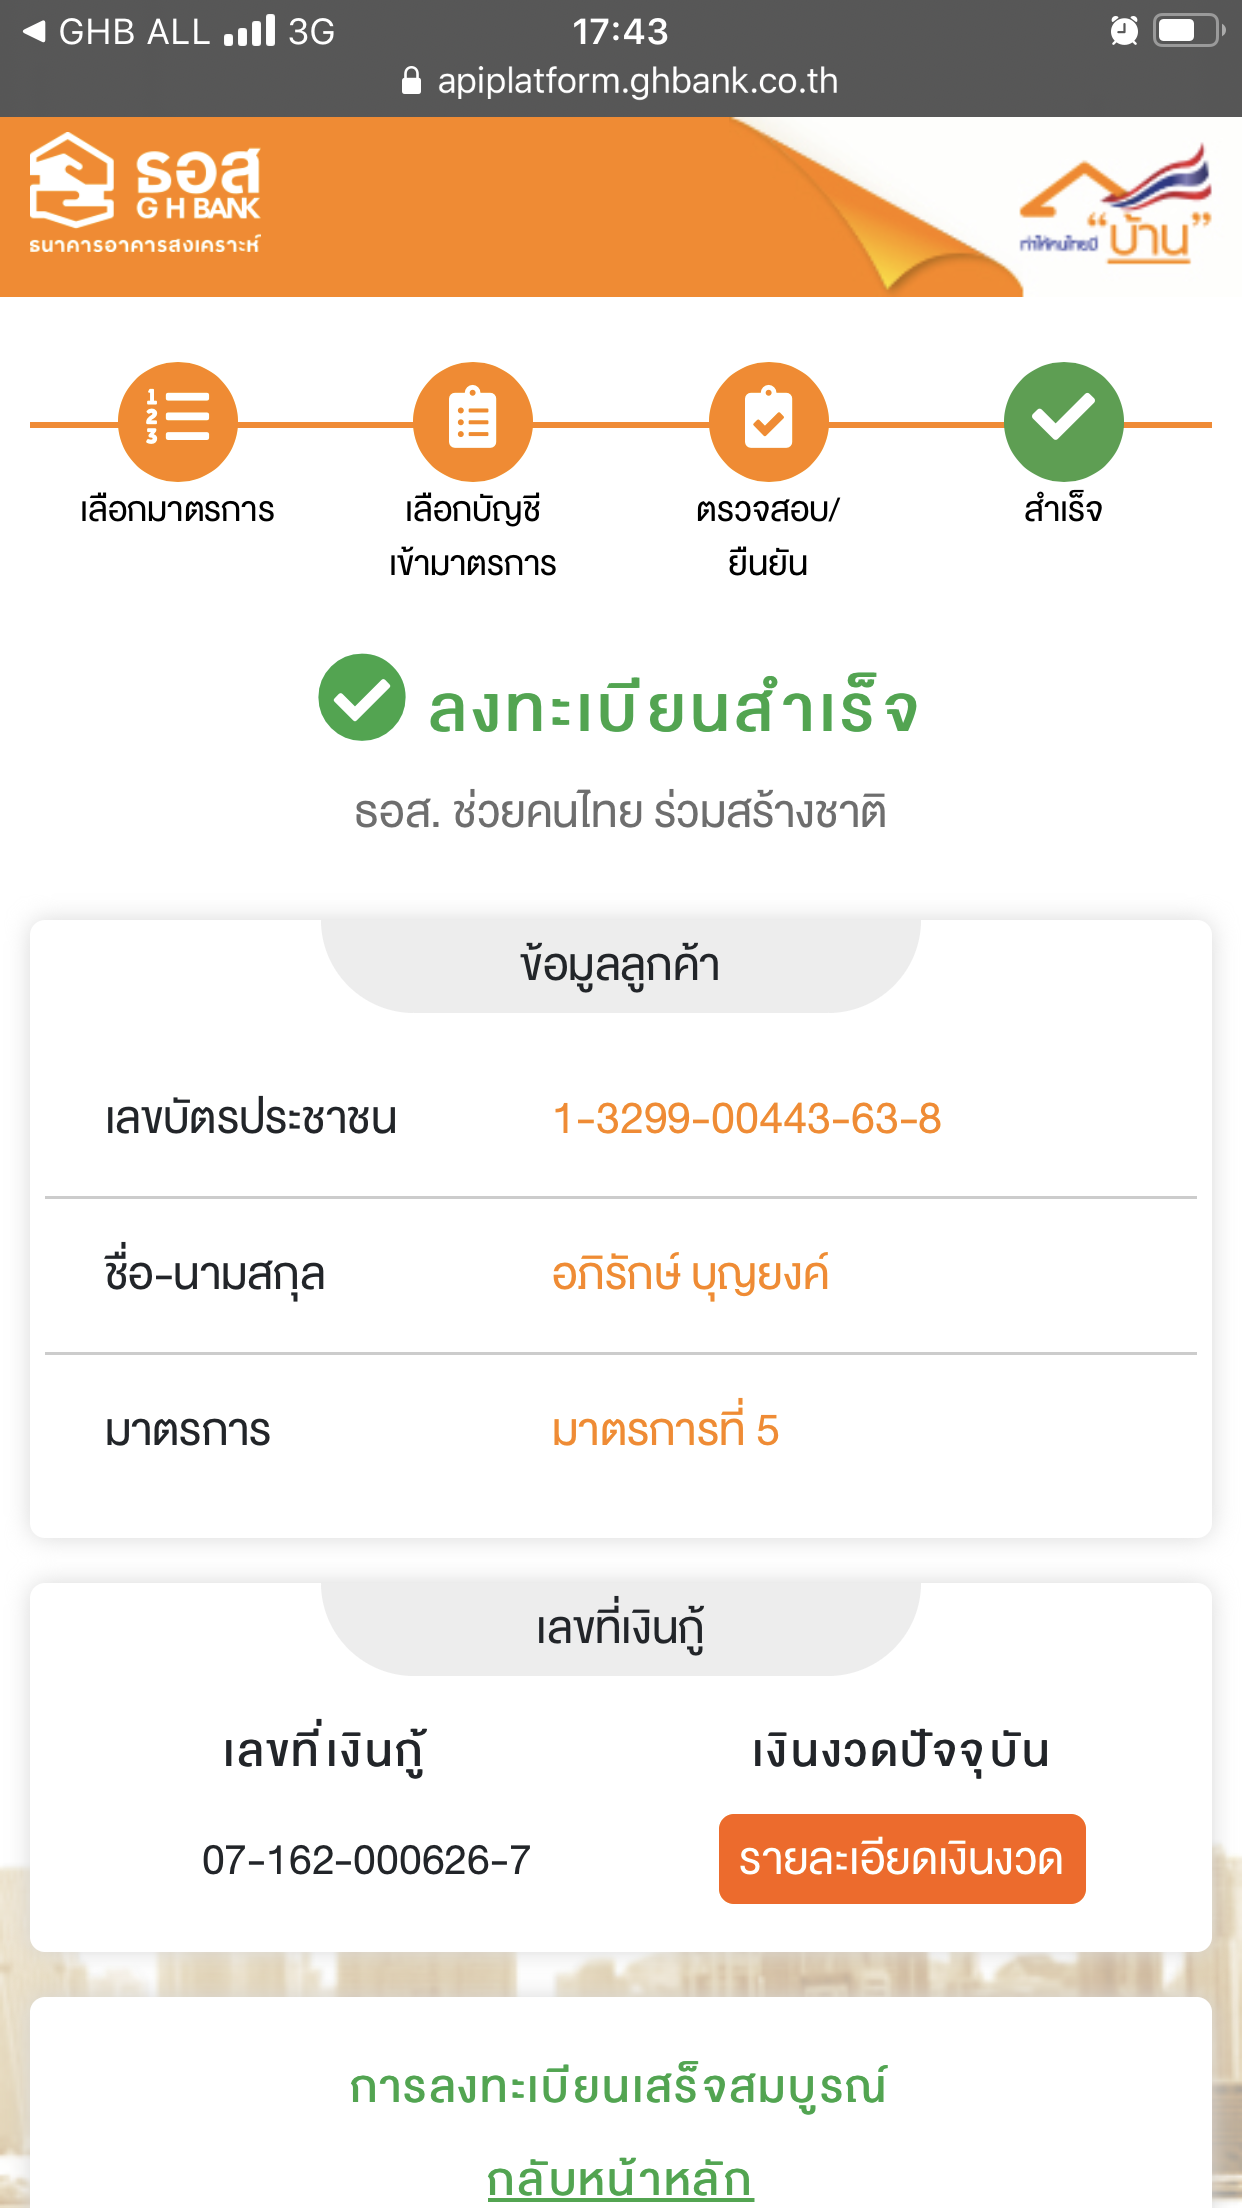 GHB ALL 3G 17:43
apiplatform.ghbank.co.th
ธอส
G H BANK
ธนาคารอาคารสงเคราะห์
ทำให้คนไทยมี “บ้าน”
เลือกมาตรการ
เลือกบัญชี
เข้ามาตรการ
ตรวจสอบ/
ยืนยัน
สำเร็จ
ลงทะเบียนสำเร็จ
ธอส. ช่วยคนไทย ร่วมสร้างชาติ
ข้อมูลลูกค้า
เลขบัตรประชาชน 1-3299-00443-63-8
ชื่อ-นามสกุล อภิรักษ์ บุญยงค์
มาตรการ มาตรการที่ 5
เลขที่เงินกู้
เลขที่เงินกู้ เงินงวดปัจจุบัน
07-162-000626-7 รายละเอียดเงินงวด
การลงทะเบียนเสร็จสมบูรณ์
กลับหน้าหลัก